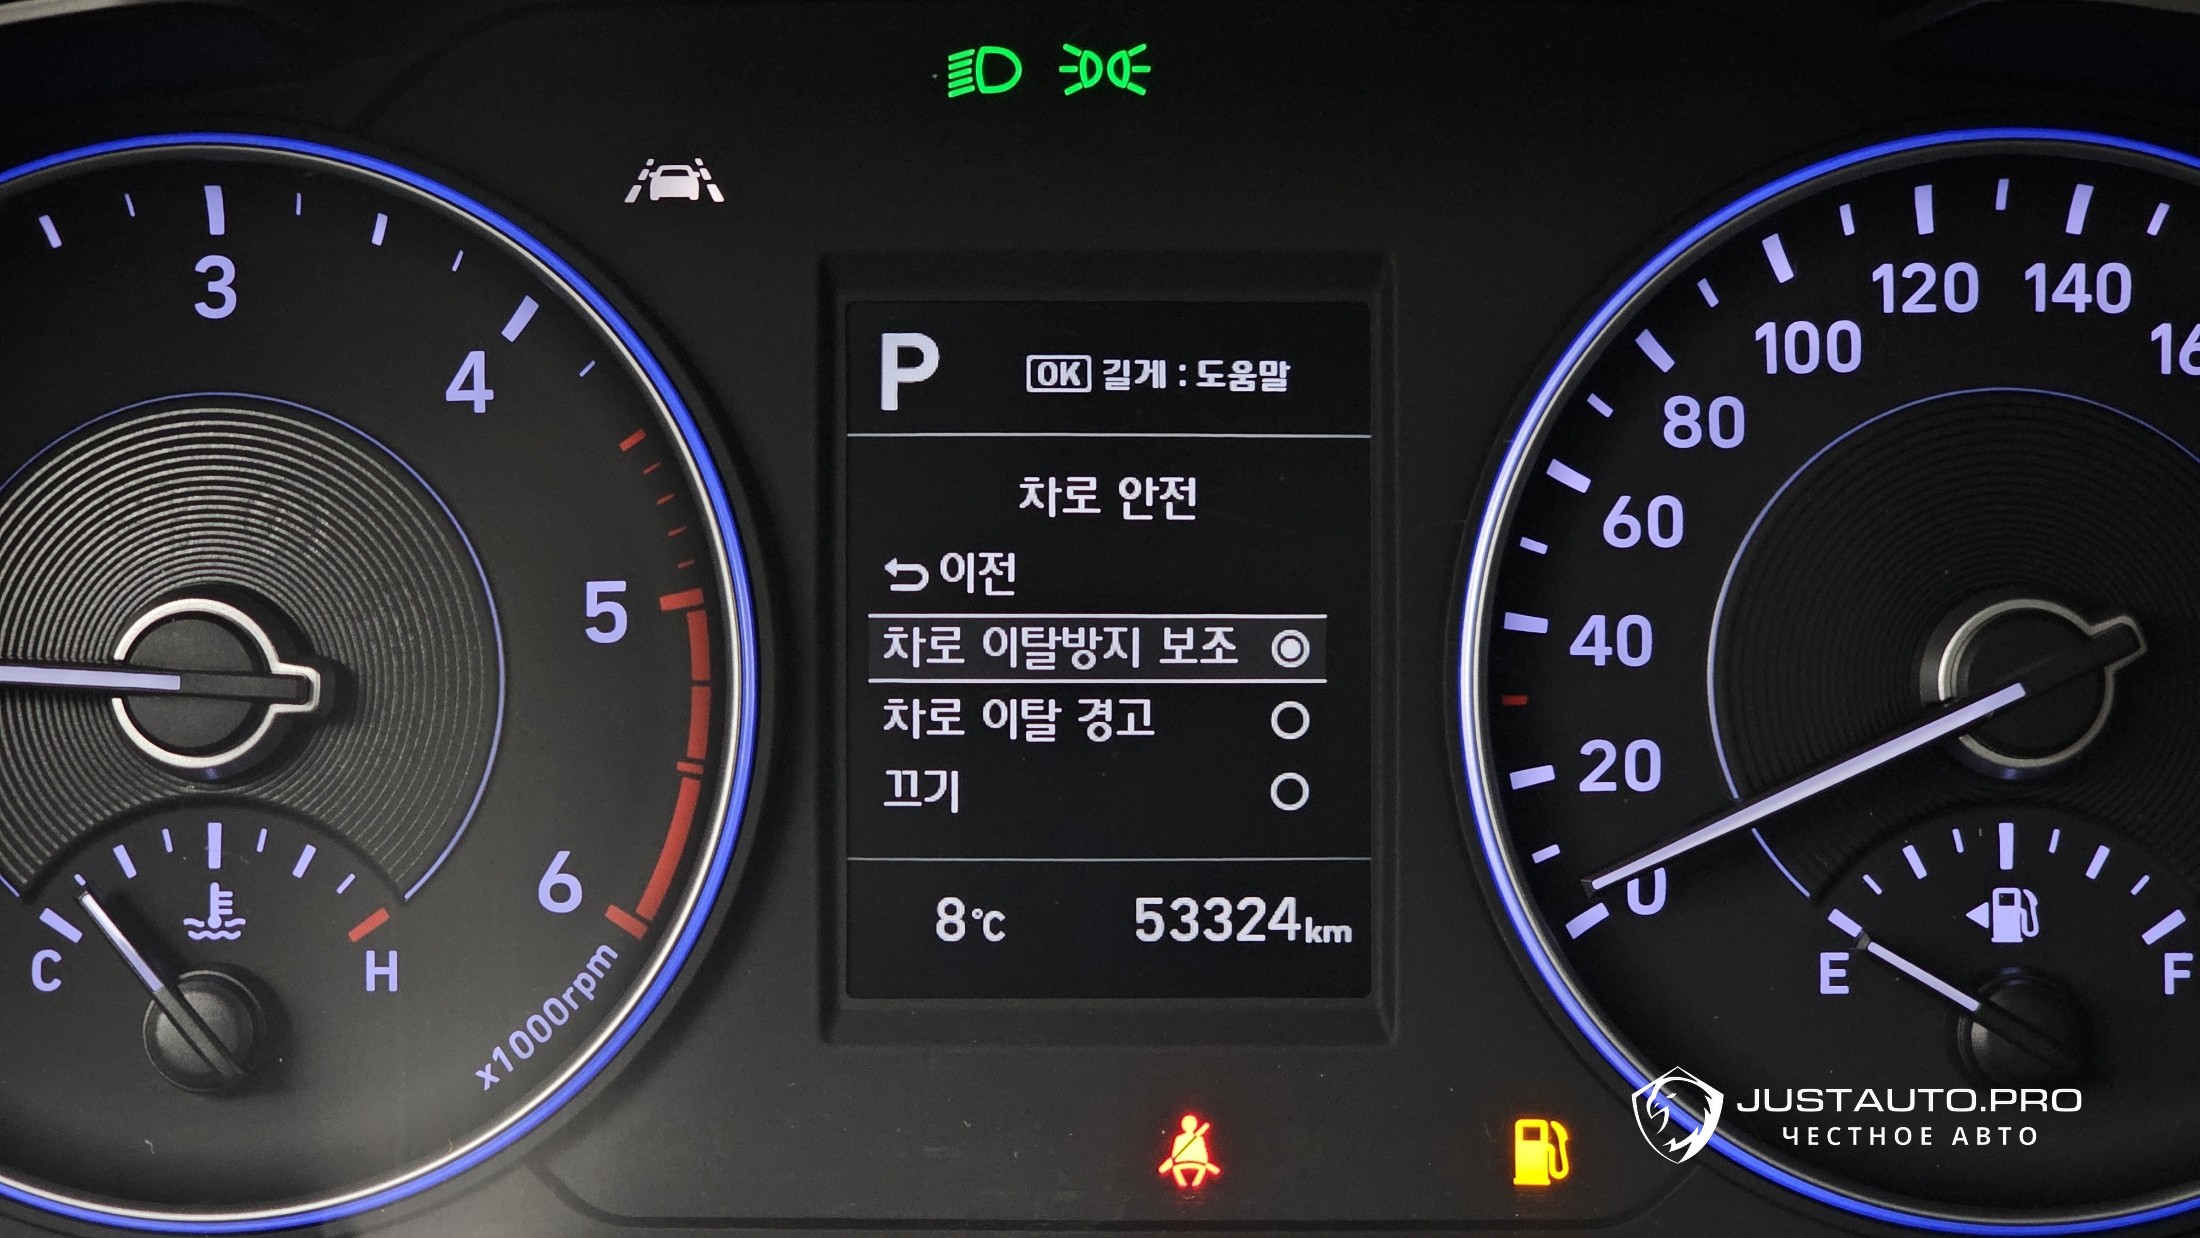 3
4
5
6
x1000rpm
C
H
P
OK 길게 : 도움말
차로 안전
이전
차로 이탈방지 보조
차로 이탈 경고
끄기
8°C
53324km
0
20
40
60
80
100
120
140
E
F
JUSTAUTO.PRO
ЧЕСТНОЕ АВТО